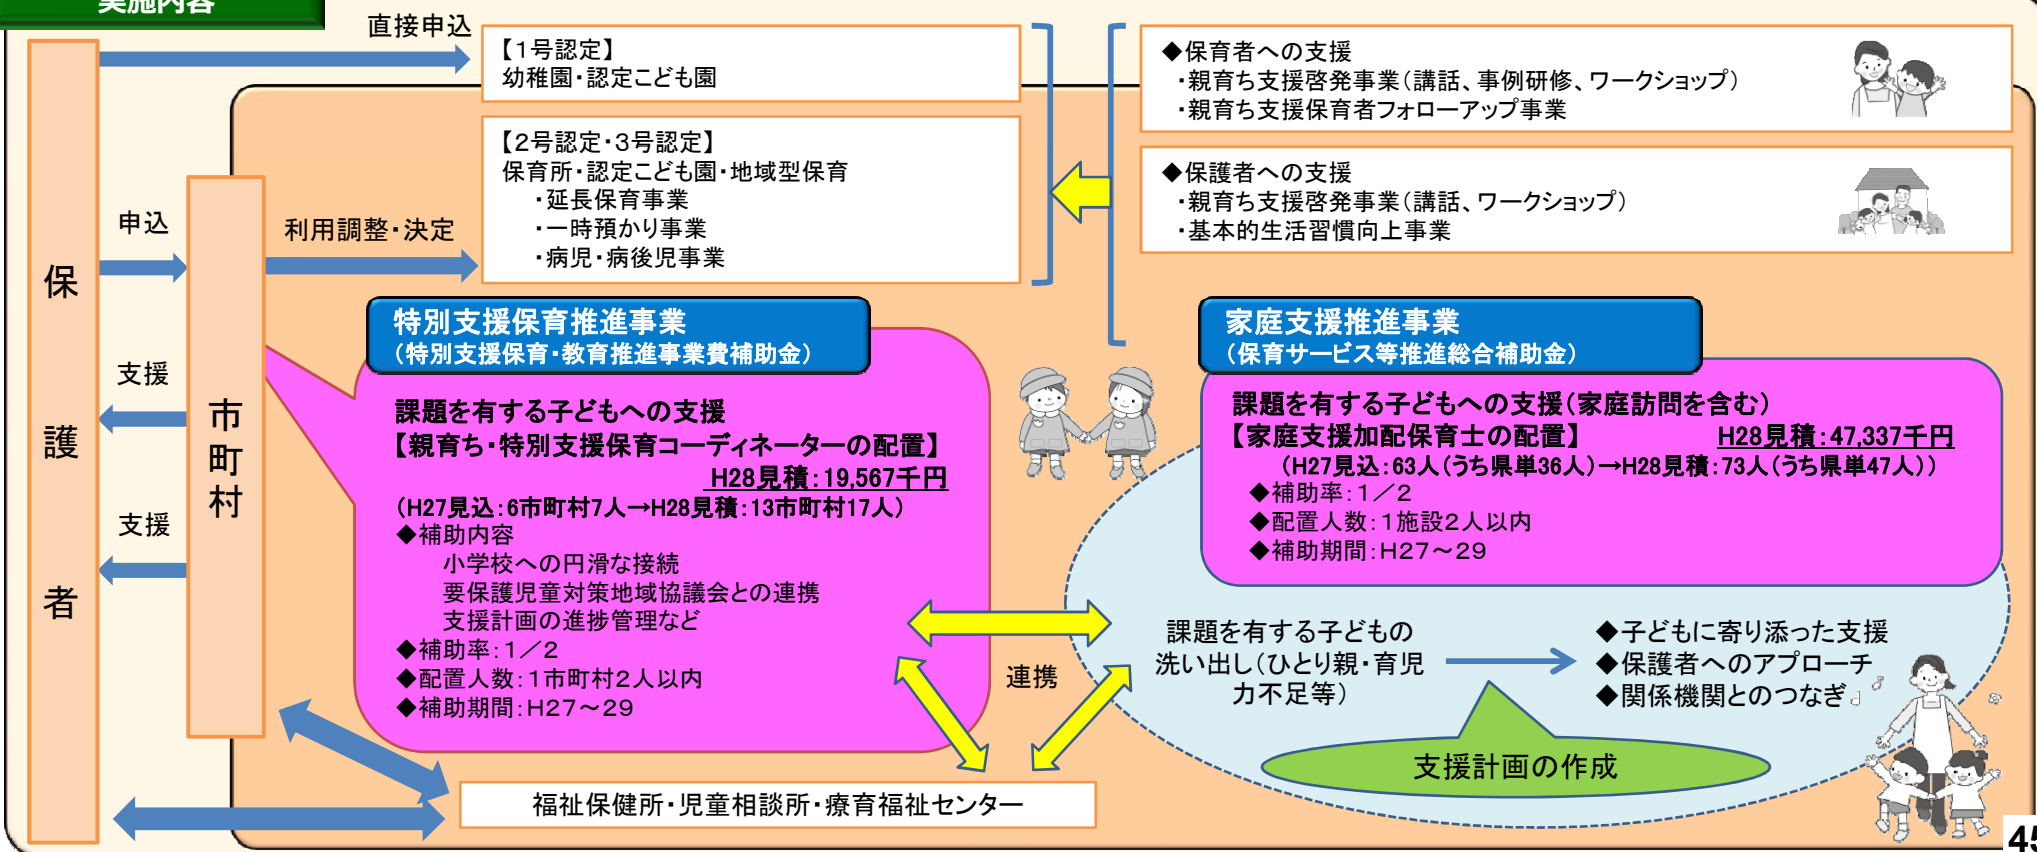 実施内容
直接申込
【1号認定】
幼稚園・認定こども園
【2号認定・3号認定】
保育所・認定こども園・地域型保育
・延長保育事業
・一時預かり事業
・病児・病後児事業
◆保育者への支援
・親育ち支援啓発事業(講話、事例研修、ワークショップ)
・親育ち支援保育者フォローアップ事業
◆保護者への支援
・親育ち支援啓発事業(講話、ワークショップ)
・基本的生活習慣向上事業
保護者
申込
支援
支援
市町村
利用調整・決定
特別支援保育推進事業
(特別支援保育・教育推進事業費補助金)
課題を有する子どもへの支援
【親育ち・特別支援保育コーディネーターの配置】
H28見積:19,567千円
(H27見込:6市町村7人→H28見積:13市町村17人)
◆補助内容
小学校への円滑な接続
要保護児童対策地域協議会との連携
支援計画の進捗管理など
◆補助率:1/2
◆配置人数:1市町村2人以内
◆補助期間:H27~29
家庭支援推進事業
(保育サービス等推進総合補助金)
課題を有する子どもへの支援(家庭訪問を含む)
【家庭支援加配保育士の配置】 H28見積:47,337千円
(H27見込:63人(うち県単36人)→H28見積:73人(うち県単47人))
◆補助率:1/2
◆配置人数:1施設2人以内
◆補助期間:H27~29
連携
課題を有する子どもの
洗い出し(ひとり親・育児
力不足等)
◆子どもに寄り添った支援
◆保護者へのアプローチ
◆関係機関とのつなぎ
支援計画の作成
福祉保健所・児童相談所・療育福祉センター
45